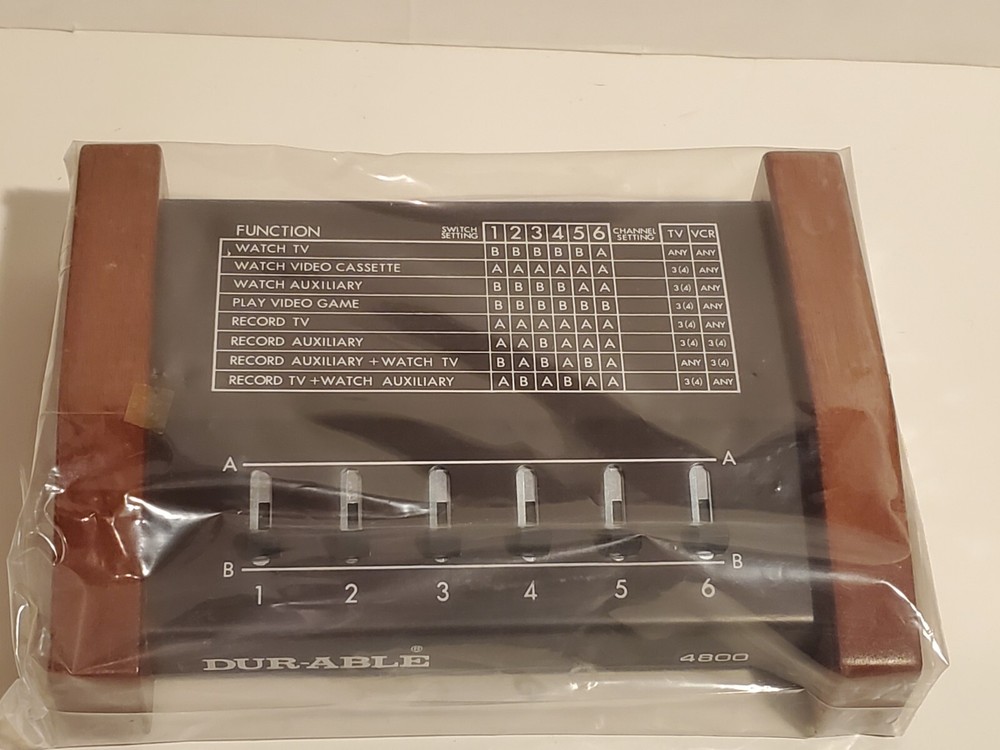 FUNCTION SWITCH SETTING 1 2 3 4 5 6 CHANNEL SETTING TV VCR
WATCH TV B B B B B A ANY ANY
WATCH VIDEO CASSETTE A A A A A A 3(4) ANY
WATCH AUXILIARY B B B B A A 3(4) ANY
PLAY VIDEO GAME B B B B B B 3(4) ANY
RECORD TV A A A A A A 3(4) ANY
RECORD AUXILIARY A A B A A A 3(4) 3(4)
RECORD AUXILIARY + WATCH TV B A B A B A ANY 3(4)
RECORD TV + WATCH AUXILIARY A B A B A A 3(4) ANY
A A
B B
1 2 3 4 5 6
DUR-ABLE® 4800